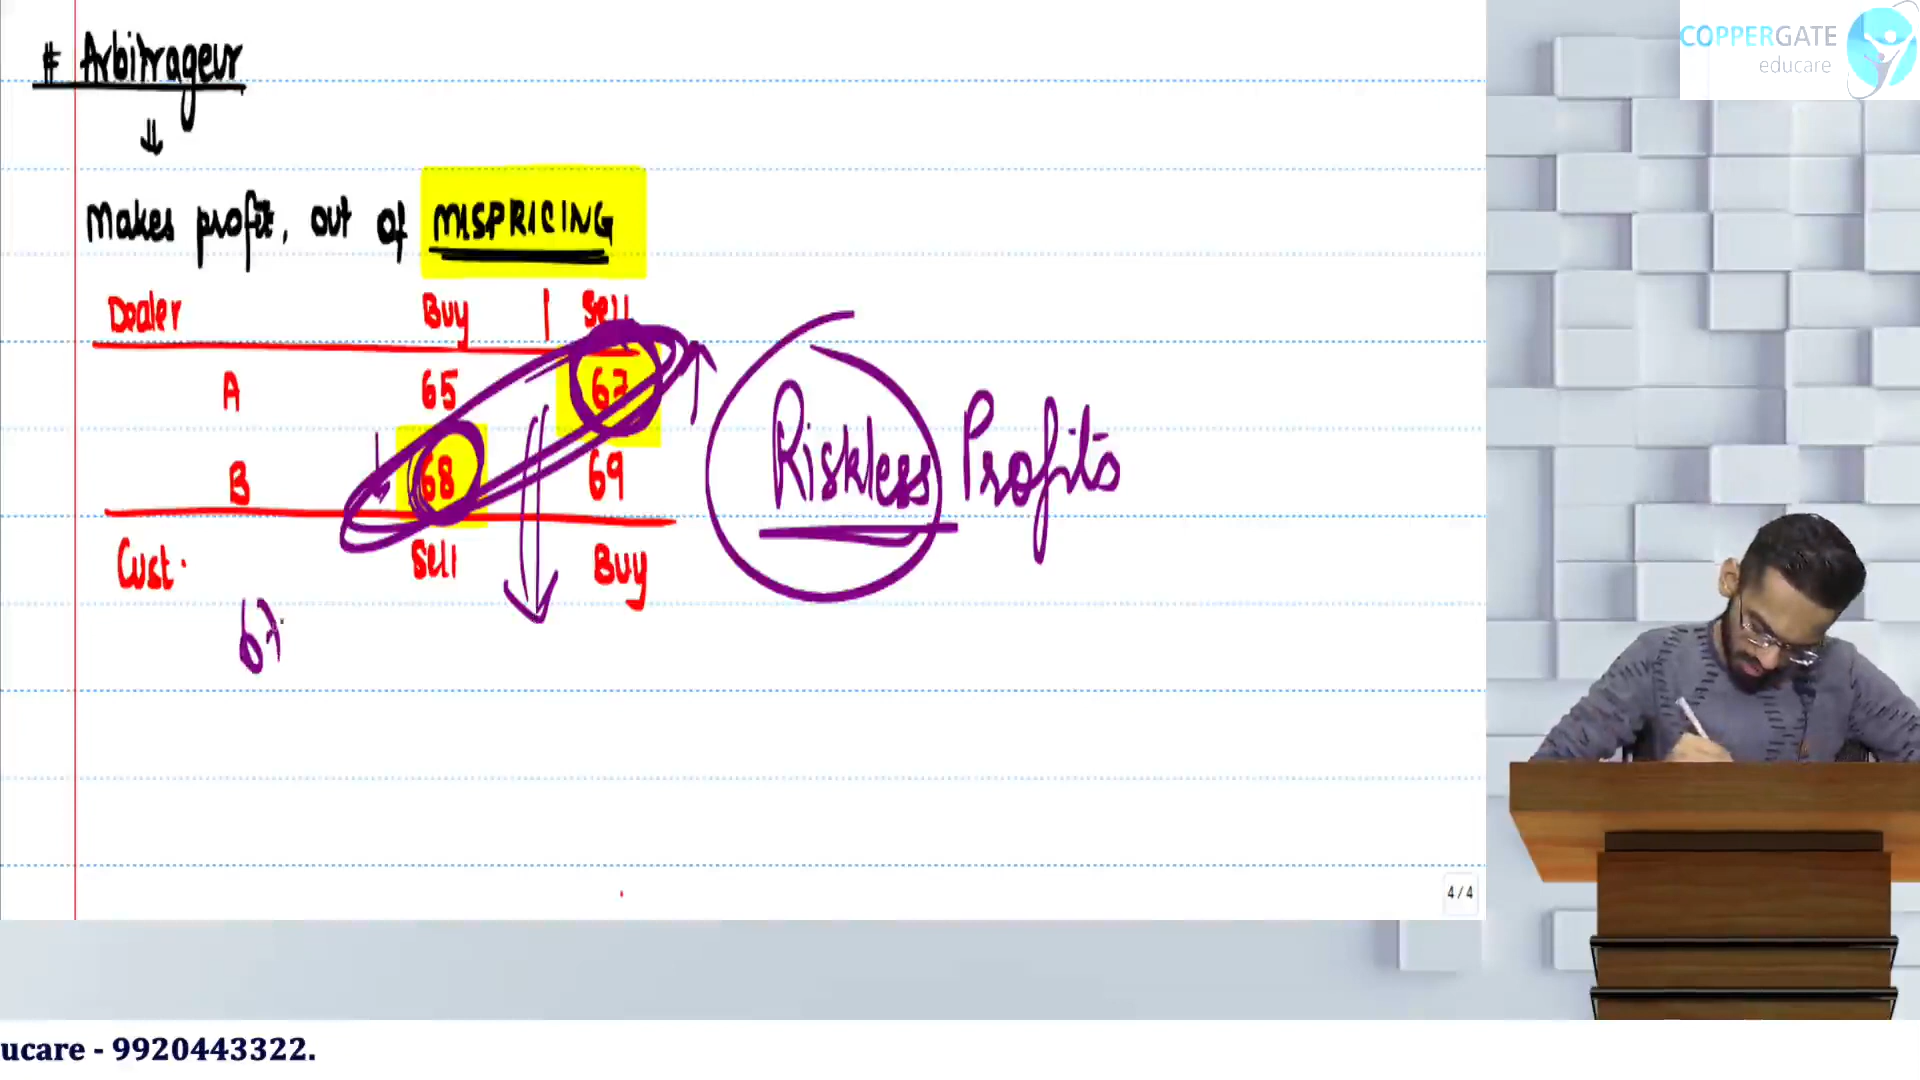 # Arbitrageur
Makes profit, out of MISPRICING
Dealer Buy | Sell
A 65 67
B 68 69
Cust. Sell Buy
Riskless Profits
67
COPPERGATE
educare
4/4
ucare - 9920443322.